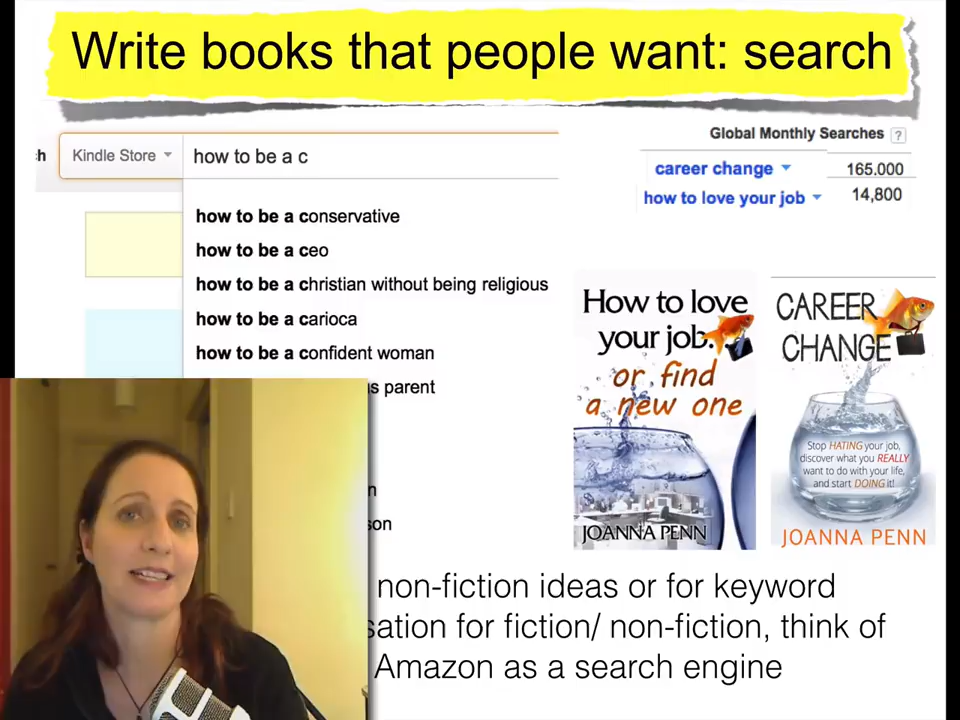 Write books that people want: search
h Kindle Store how to be a c
how to be a conservative
how to be a ceo
how to be a christian without being religious
how to be a carioca
how to be a confident woman
us parent
n
son
Global Monthly Searches ?
career change 165.000
how to love your job 14,800
How to love
your job.
or find
a new one
JOANNA PENN
CAREER
CHANGE
Stop HATING your job,
discover what you REALLY
want to do with your life,
and start DOING it!
JOANNA PENN
non-fiction ideas or for keyword
sation for fiction/ non-fiction, think of
Amazon as a search engine